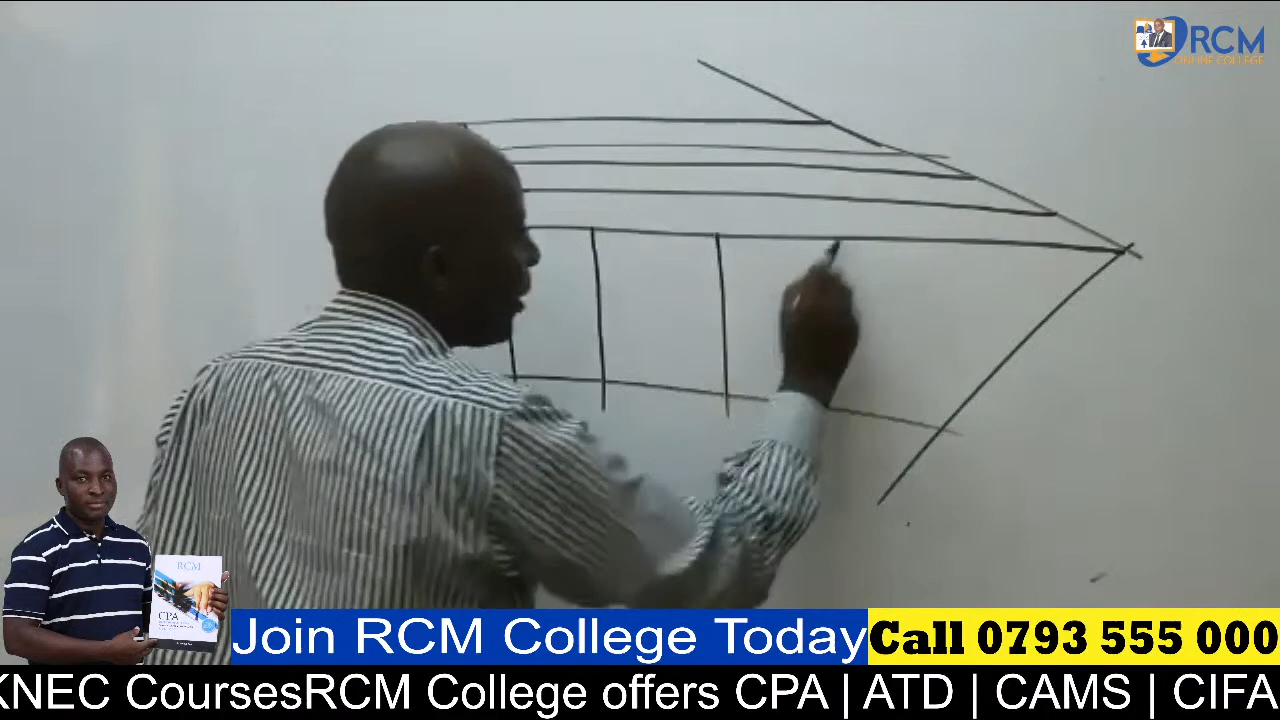 RCM
ONLINE COLLEGE
RCM
CPA
Join RCM College Today
Call 0793 555 000
KNEC CoursesRCM College offers CPA | ATD | CAMS | CIFA